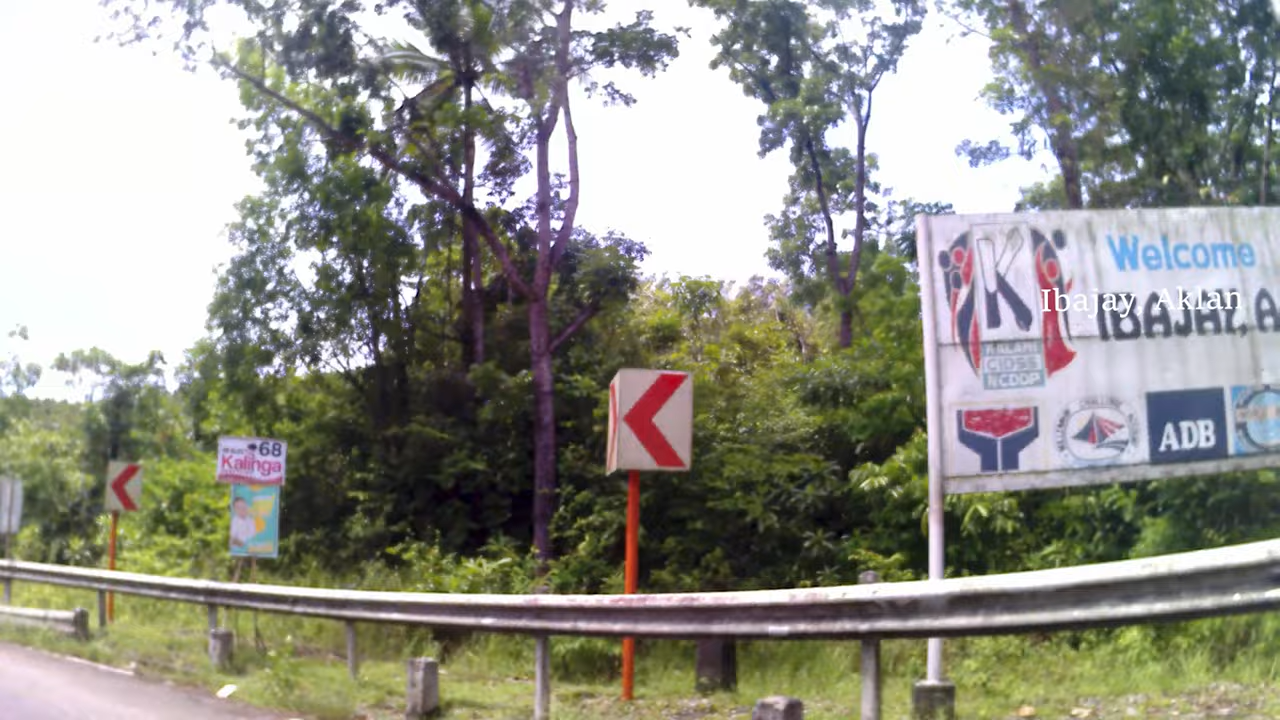 Welcome
Ibajay, Aklan
IBAJAY, A
K
KALAHI
CIDSS
NCDDP
ADB
68
Kalinga